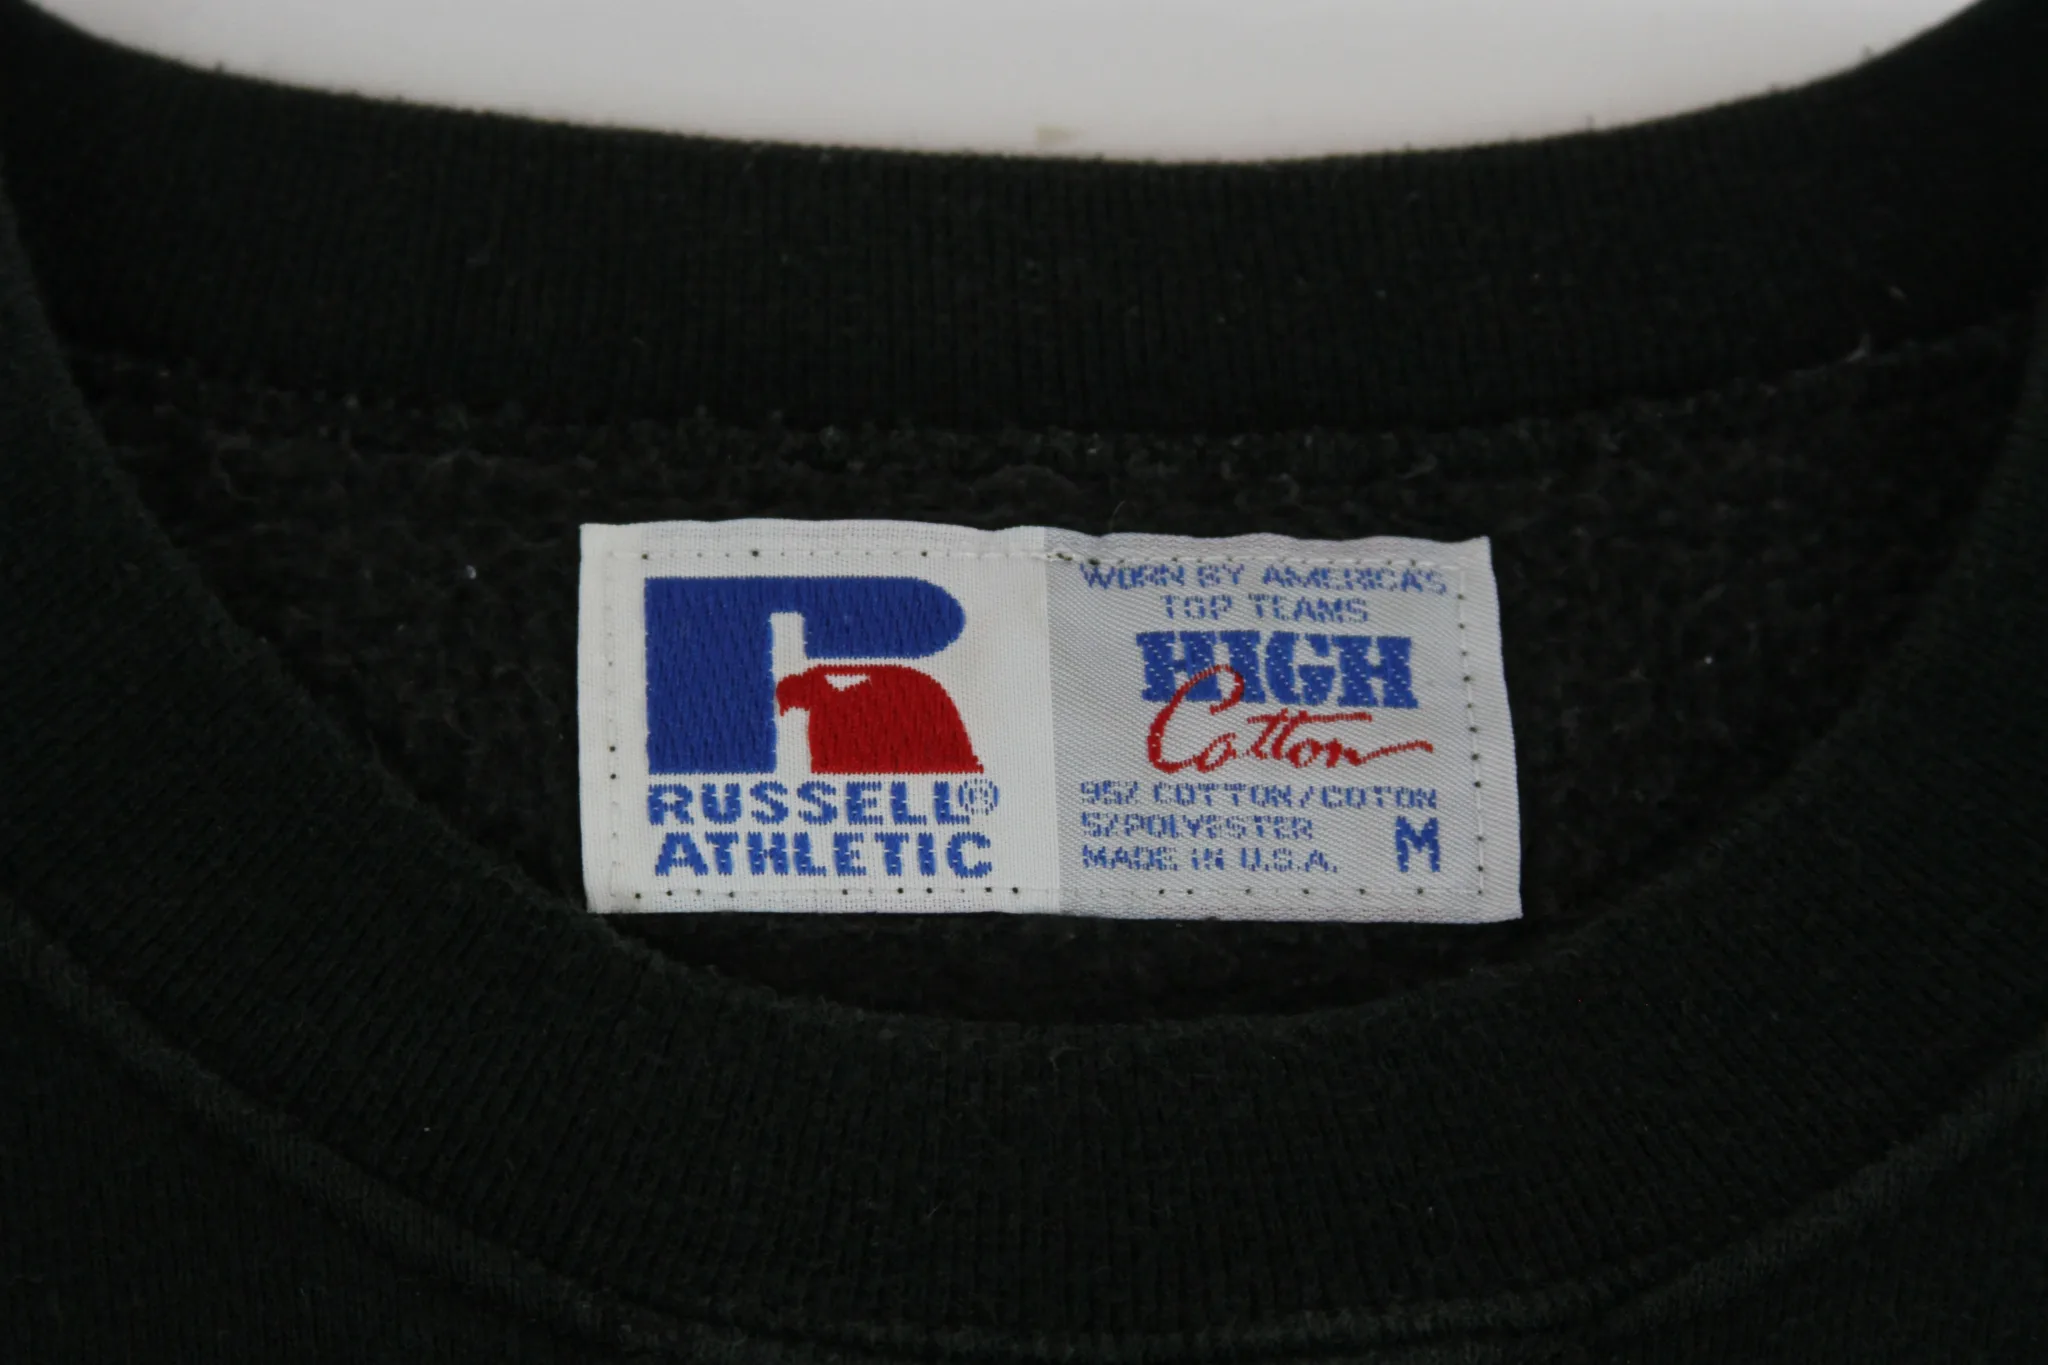 RUSSELL®
ATHLETIC
WORN BY AMERICA'S
TOP TEAMS
HIGH
Cotton
95% COTTON/COTON
5% POLYESTER
MADE IN U.S.A.
M